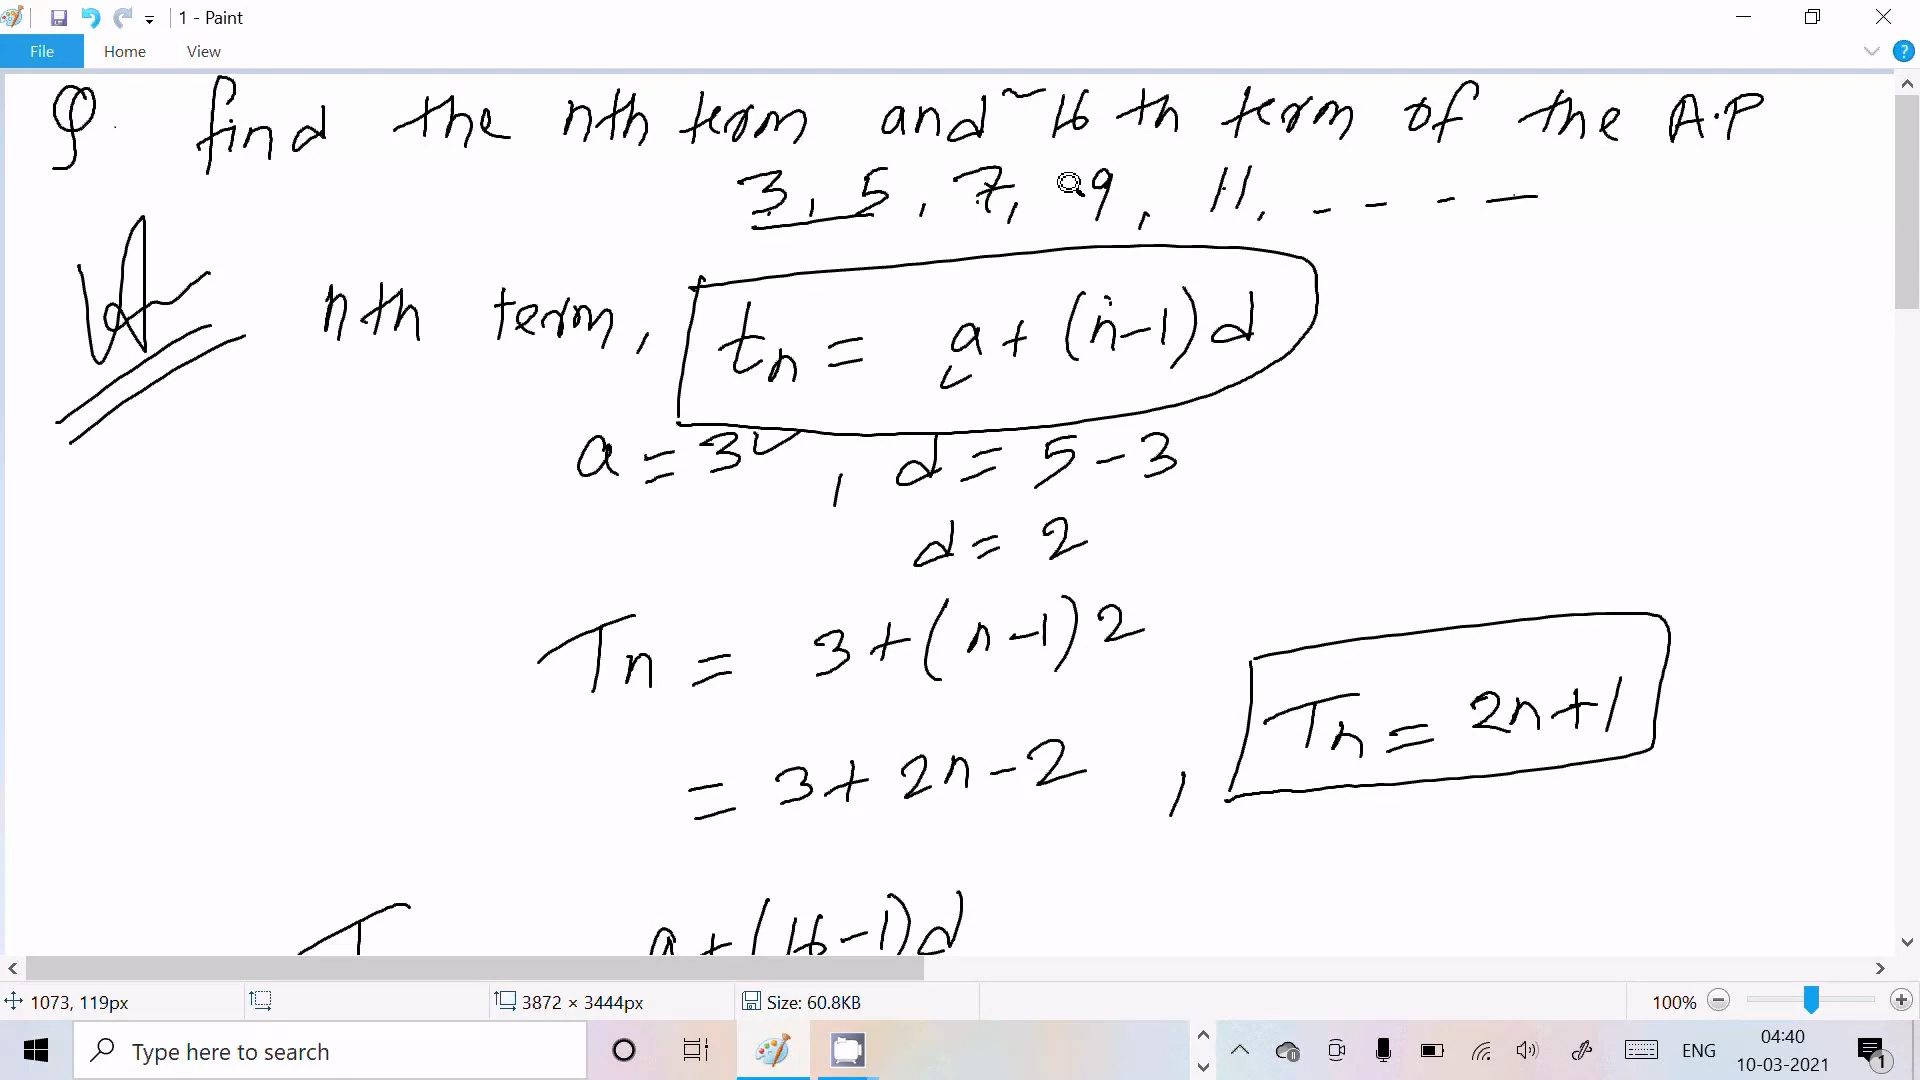 1 - Paint
File Home View
Q. find the nth term and ~ 16 th term of the A.P
3, 5, 7, 9, 11, - - - -
nth term, tn = a + (n-1)d
a = 3, d = 5 - 3
d = 2
Tn = 3 + (n-1)2
= 3 + 2n - 2, Tn = 2n+1
a + (16-1)d
1073, 119px 3872 × 3444px Size: 60.8KB 100%
Type here to search ENG 04:40
10-03-2021 1